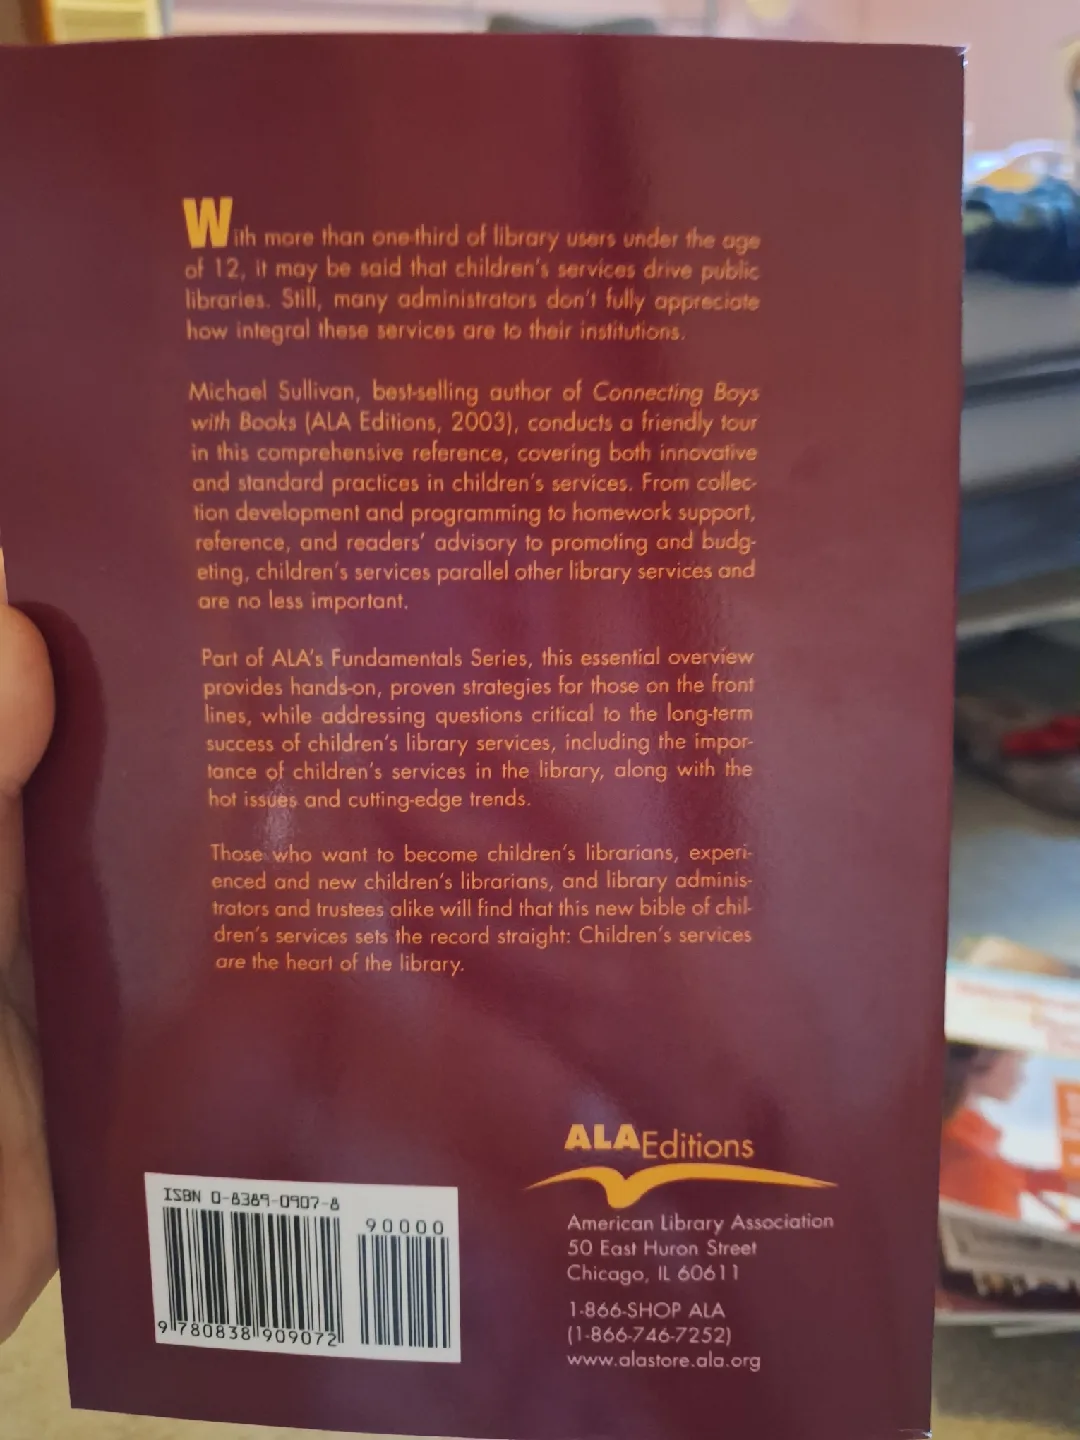 With more than one-third of library users under the age
of 12, it may be said that children's services drive public
libraries. Still, many administrators don't fully appreciate
how integral these services are to their institutions.
Michael Sullivan, best-selling author of Connecting Boys
with Books (ALA Editions, 2003), conducts a friendly tour
in this comprehensive reference, covering both innovative
and standard practices in children's services. From collec-
tion development and programming to homework support,
reference, and readers' advisory to promoting and budg-
eting, children's services parallel other library services and
are no less important.
Part of ALA's Fundamentals Series, this essential overview
provides hands-on, proven strategies for those on the front
lines, while addressing questions critical to the long-term
success of children's library services, including the impor-
tance of children's services in the library, along with the
hot issues and cutting-edge trends.
Those who want to become children's librarians, experi-
enced and new children's librarians, and library adminis-
trators and trustees alike will find that this new bible of chil-
dren's services sets the record straight: Children's services
are the heart of the library.
ALAEditions
American Library Association
50 East Huron Street
Chicago, IL 60611
1-866-SHOP ALA
(1-866-746-7252)
www.alastore.ala.org
ISBN 0-8389-0907-8
90000
9 780838 909072